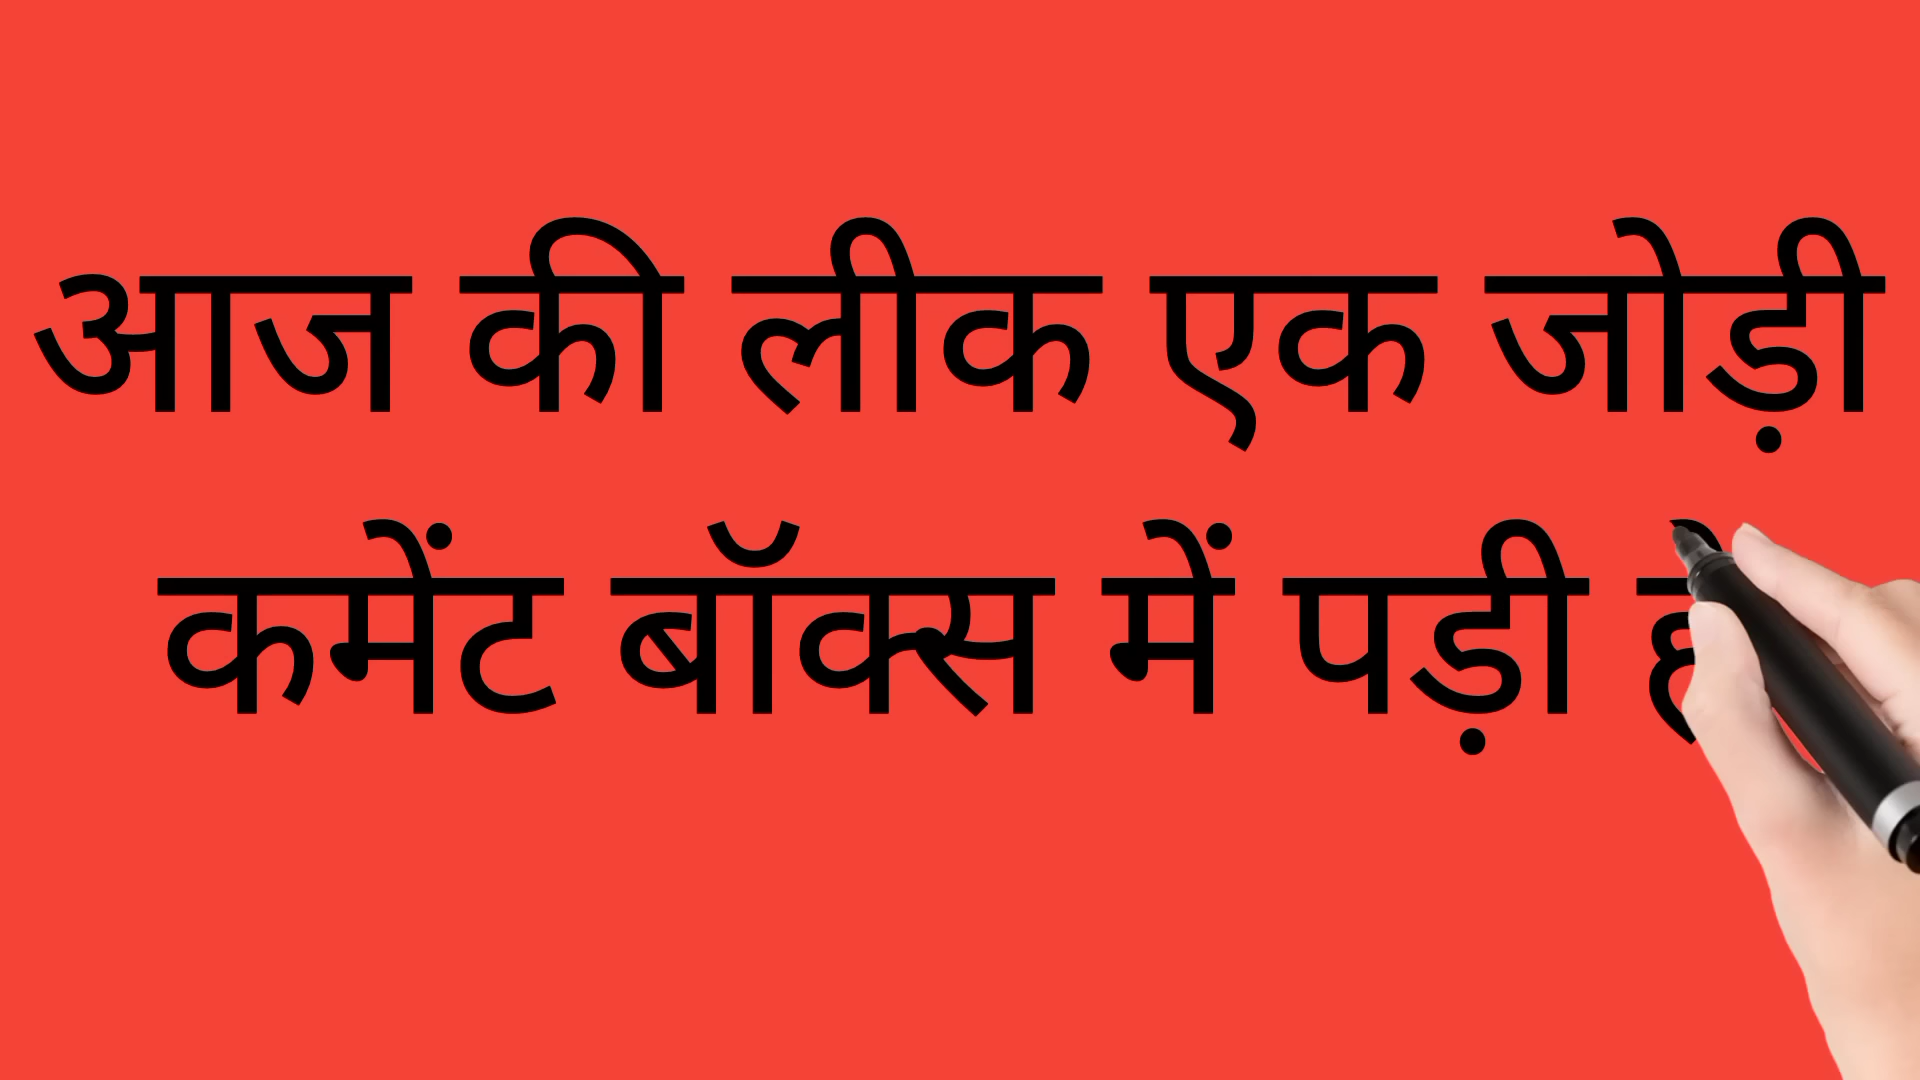 आज की लीक एक जोड़ी
कमेंट बॉक्स में पड़ी